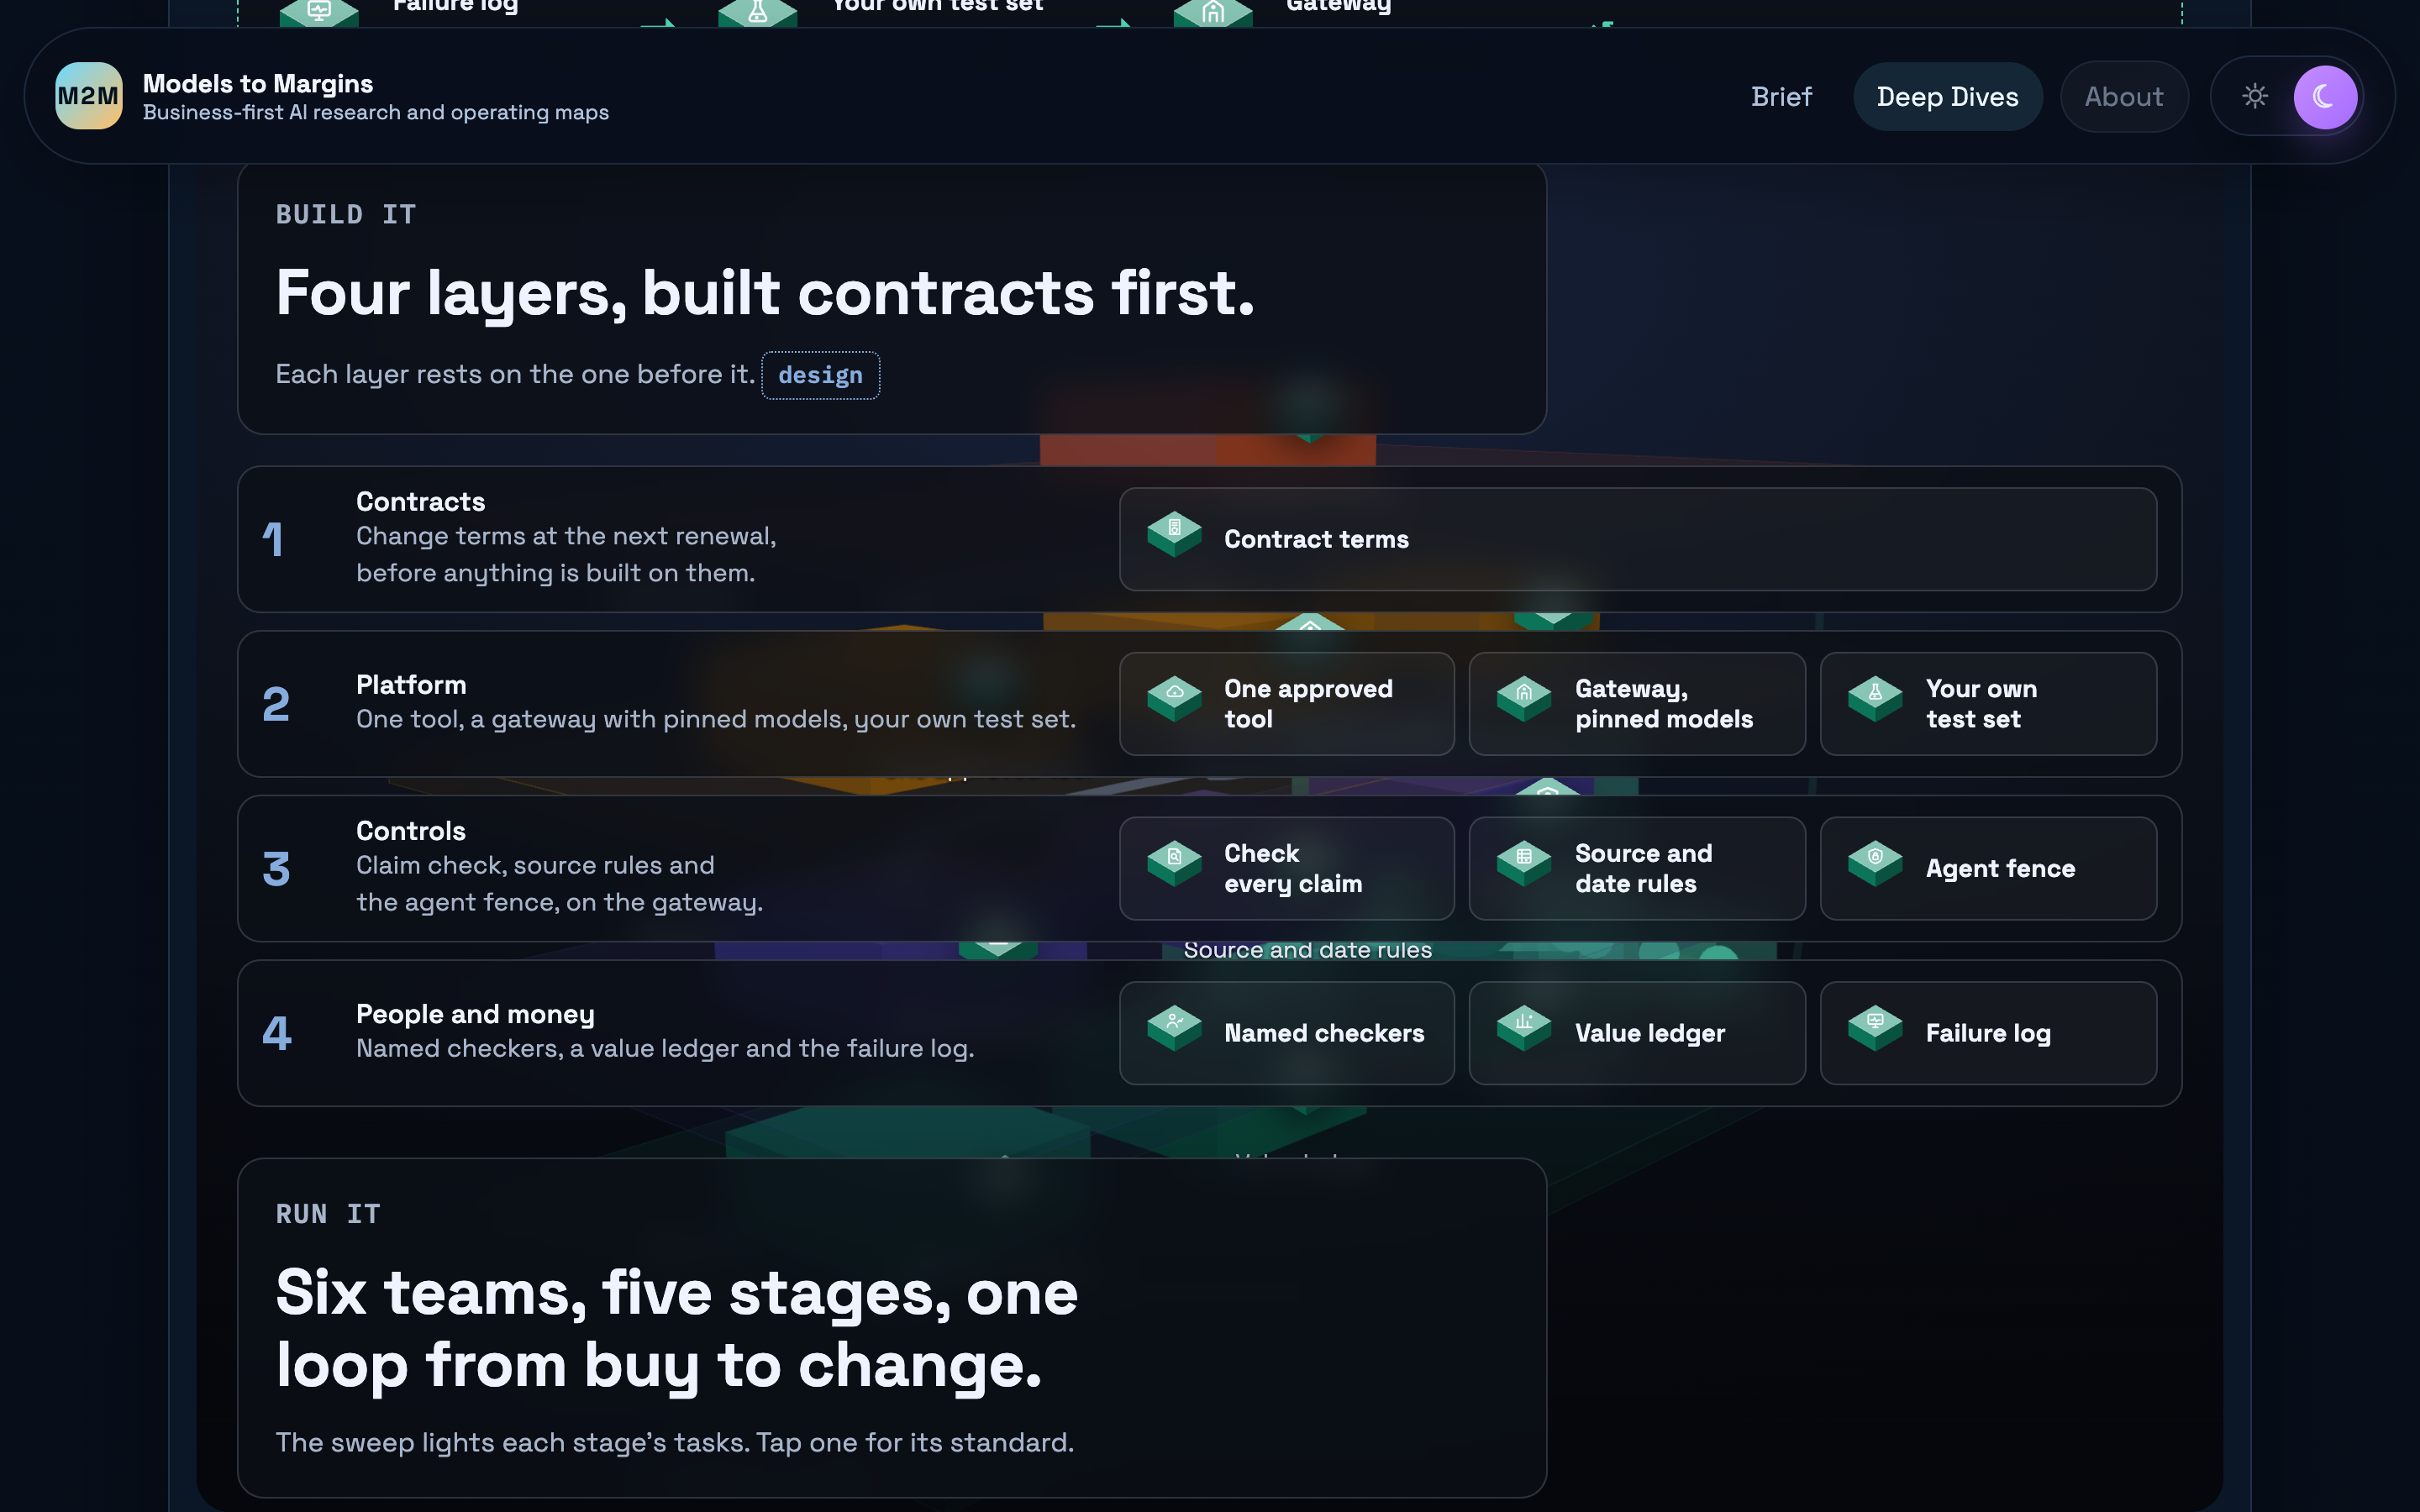 Failure log
Your own test set
Gateway
M2M
Models to Margins
Business-first AI research and operating maps
Brief
Deep Dives
About
BUILD IT
Four layers, built contracts first.
Each layer rests on the one before it. design
1
Contracts
Change terms at the next renewal,
before anything is built on them.
Contract terms
2
Platform
One tool, a gateway with pinned models, your own test set.
One approved
tool
Gateway,
pinned models
Your own
test set
3
Controls
Claim check, source rules and
the agent fence, on the gateway.
Check
every claim
Source and
date rules
Agent fence
Source and date rules
4
People and money
Named checkers, a value ledger and the failure log.
Named checkers
Value ledger
Failure log
RUN IT
Six teams, five stages, one
loop from buy to change.
The sweep lights each stage’s tasks. Tap one for its standard.